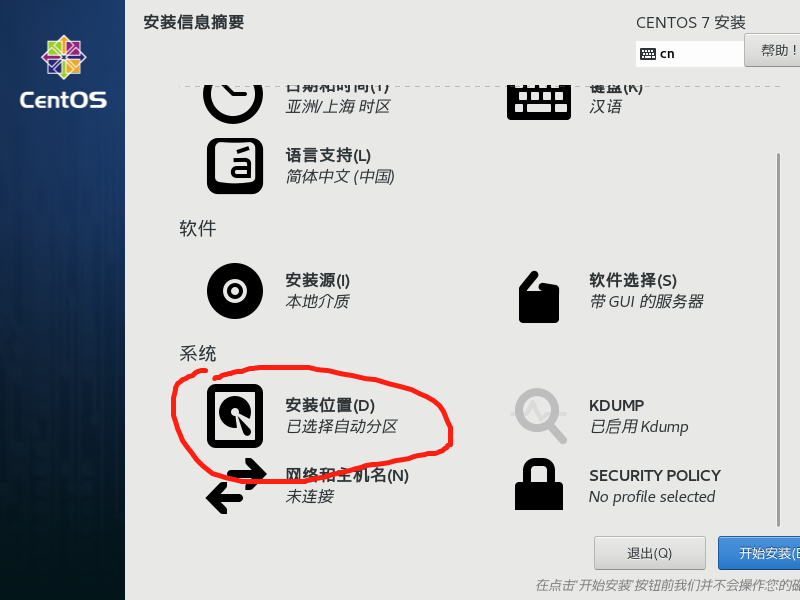 安装信息摘要
CENTOS 7 安装
cn
帮助！
CentOS
日期和时间(T)
亚洲/上海 时区
键盘(K)
汉语
语言支持(L)
简体中文 (中国)
软件
安装源(I)
本地介质
软件选择(S)
带 GUI 的服务器
系统
安装位置(D)
已选择自动分区
KDUMP
已启用 Kdump
网络和主机名(N)
未连接
SECURITY POLICY
No profile selected
退出(Q)
开始安装(B
在点击'开始安装'按钮前我们并不会操作您的磁